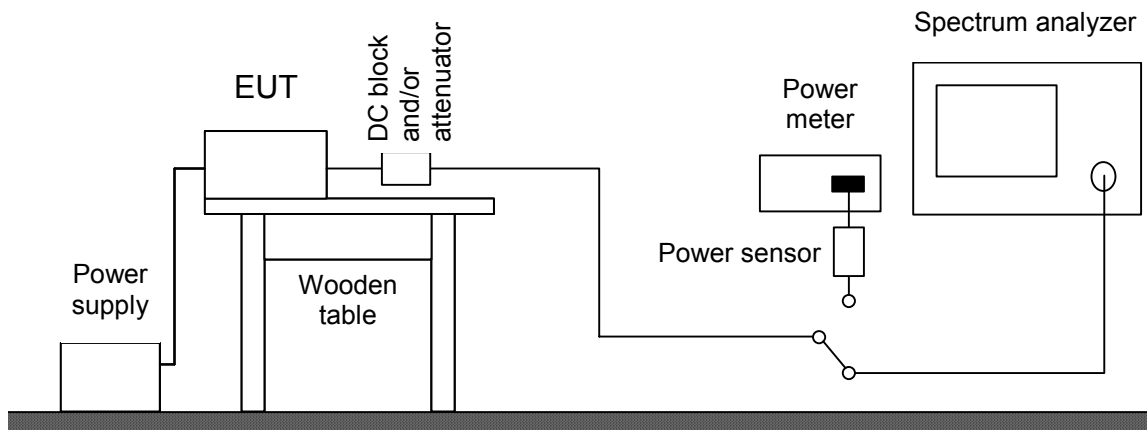 Spectrum analyzer
EUT
DC block
and/or
attenuator
Power
meter
Power sensor
Power
supply
Wooden
table